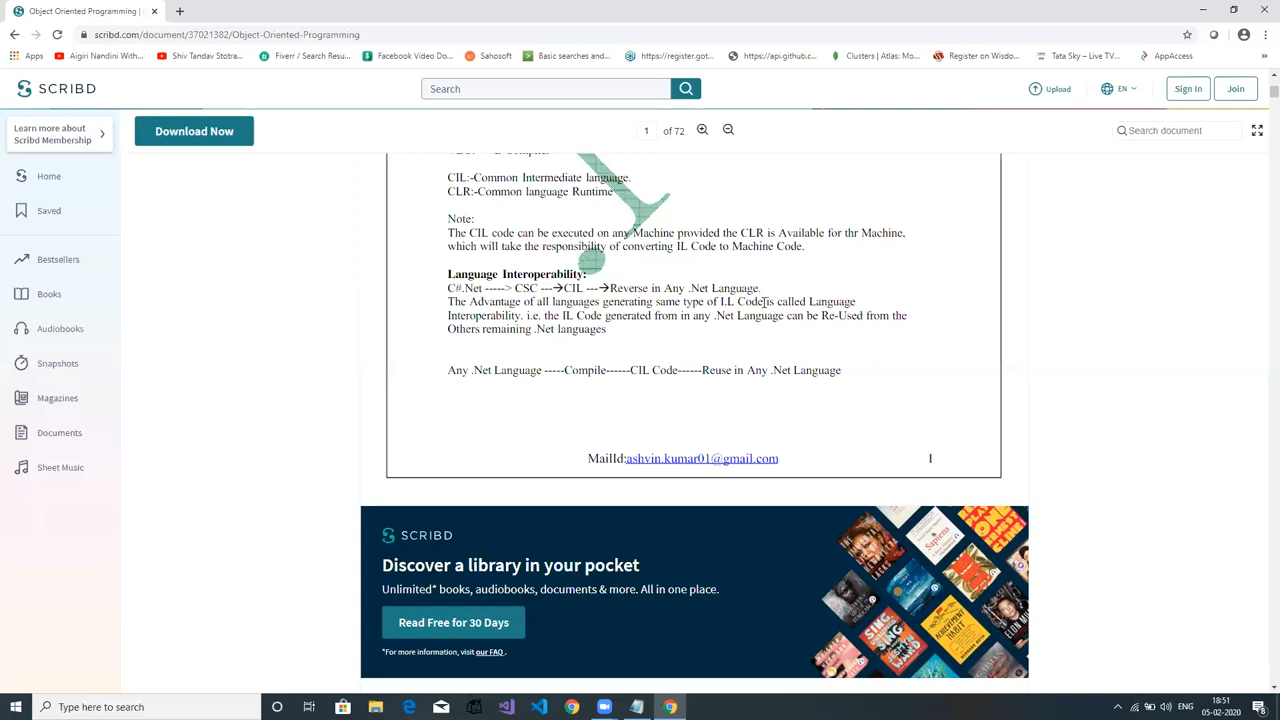 Object Oriented Programming |
scribd.com/document/37021382/Object-Oriented-Programming
Apps Aigiri Nandini With... Shiv Tandav Stotra... Fiverr / Search Resu... Facebook Video Do... Sahosoft Basic searches and... https://register.got... https://api.github.c... Clusters | Atlas: Mo... Register on Wisdo... Tata Sky – Live TV... AppAccess »
SCRIBD
Search
Upload
EN
Sign In
Join
Learn more about
Scribd Membership
Download Now
1 of 72
Search document
Home
Saved
Bestsellers
Books
Audiobooks
Snapshots
Magazines
Documents
Sheet Music
CIL:-Common Intermediate language.
CLR:-Common language Runtime
Note:
The CIL code can be executed on any Machine provided the CLR is Available for thr Machine,
which will take the responsibility of converting IL Code to Machine Code.
Language Interoperability:
C#.Net -----> CSC ---→CIL ---→Reverse in Any .Net Language.
The Advantage of all languages generating same type of I.L Code is called Language
Interoperability. i.e. the IL Code generated from in any .Net Language can be Re-Used from the
Others remaining .Net languages
Any .Net Language -----Compile------CIL Code------Reuse in Any .Net Language
MailId:ashvin.kumar01@gmail.com 1
SCRIBD
Discover a library in your pocket
Unlimited* books, audiobooks, documents & more. All in one place.
Read Free for 30 Days
*For more information, visit our FAQ .
Sapiens
SING, UNBURIED, SING
ACHIEVEMENT HABIT
ELON MUSK
Type here to search
ENG
18:51
05-02-2020
8